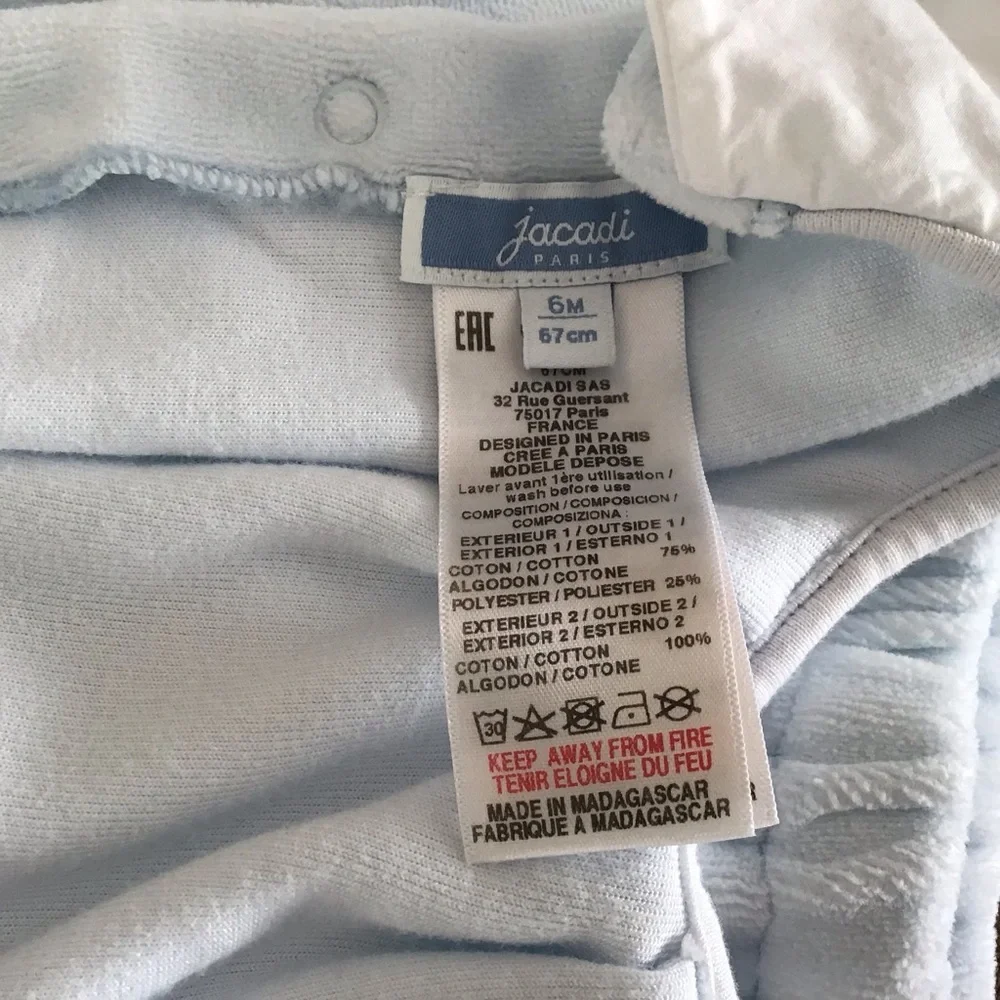 jacadi
PARIS
6M
67cm
EAC
67CM
JACADI SAS
32 Rue Guersant
75017 Paris
FRANCE
DESIGNED IN PARIS
CREE A PARIS
MODELE DEPOSE
Laver avant 1ère utilisation /
wash before use
COMPOSITION / COMPOSICION /
COMPOSIZIONA :
EXTERIEUR 1 / OUTSIDE 1 /
EXTERIOR 1 / ESTERNO 1
COTON / COTTON 75%
ALGODON / COTONE
POLYESTER / POLIESTER 25%
EXTERIEUR 2 / OUTSIDE 2 /
EXTERIOR 2 / ESTERNO 2
COTON / COTTON 100%
ALGODON / COTONE
30
KEEP AWAY FROM FIRE
TENIR ELOIGNE DU FEU
MADE IN MADAGASCAR
FABRIQUE A MADAGASCAR